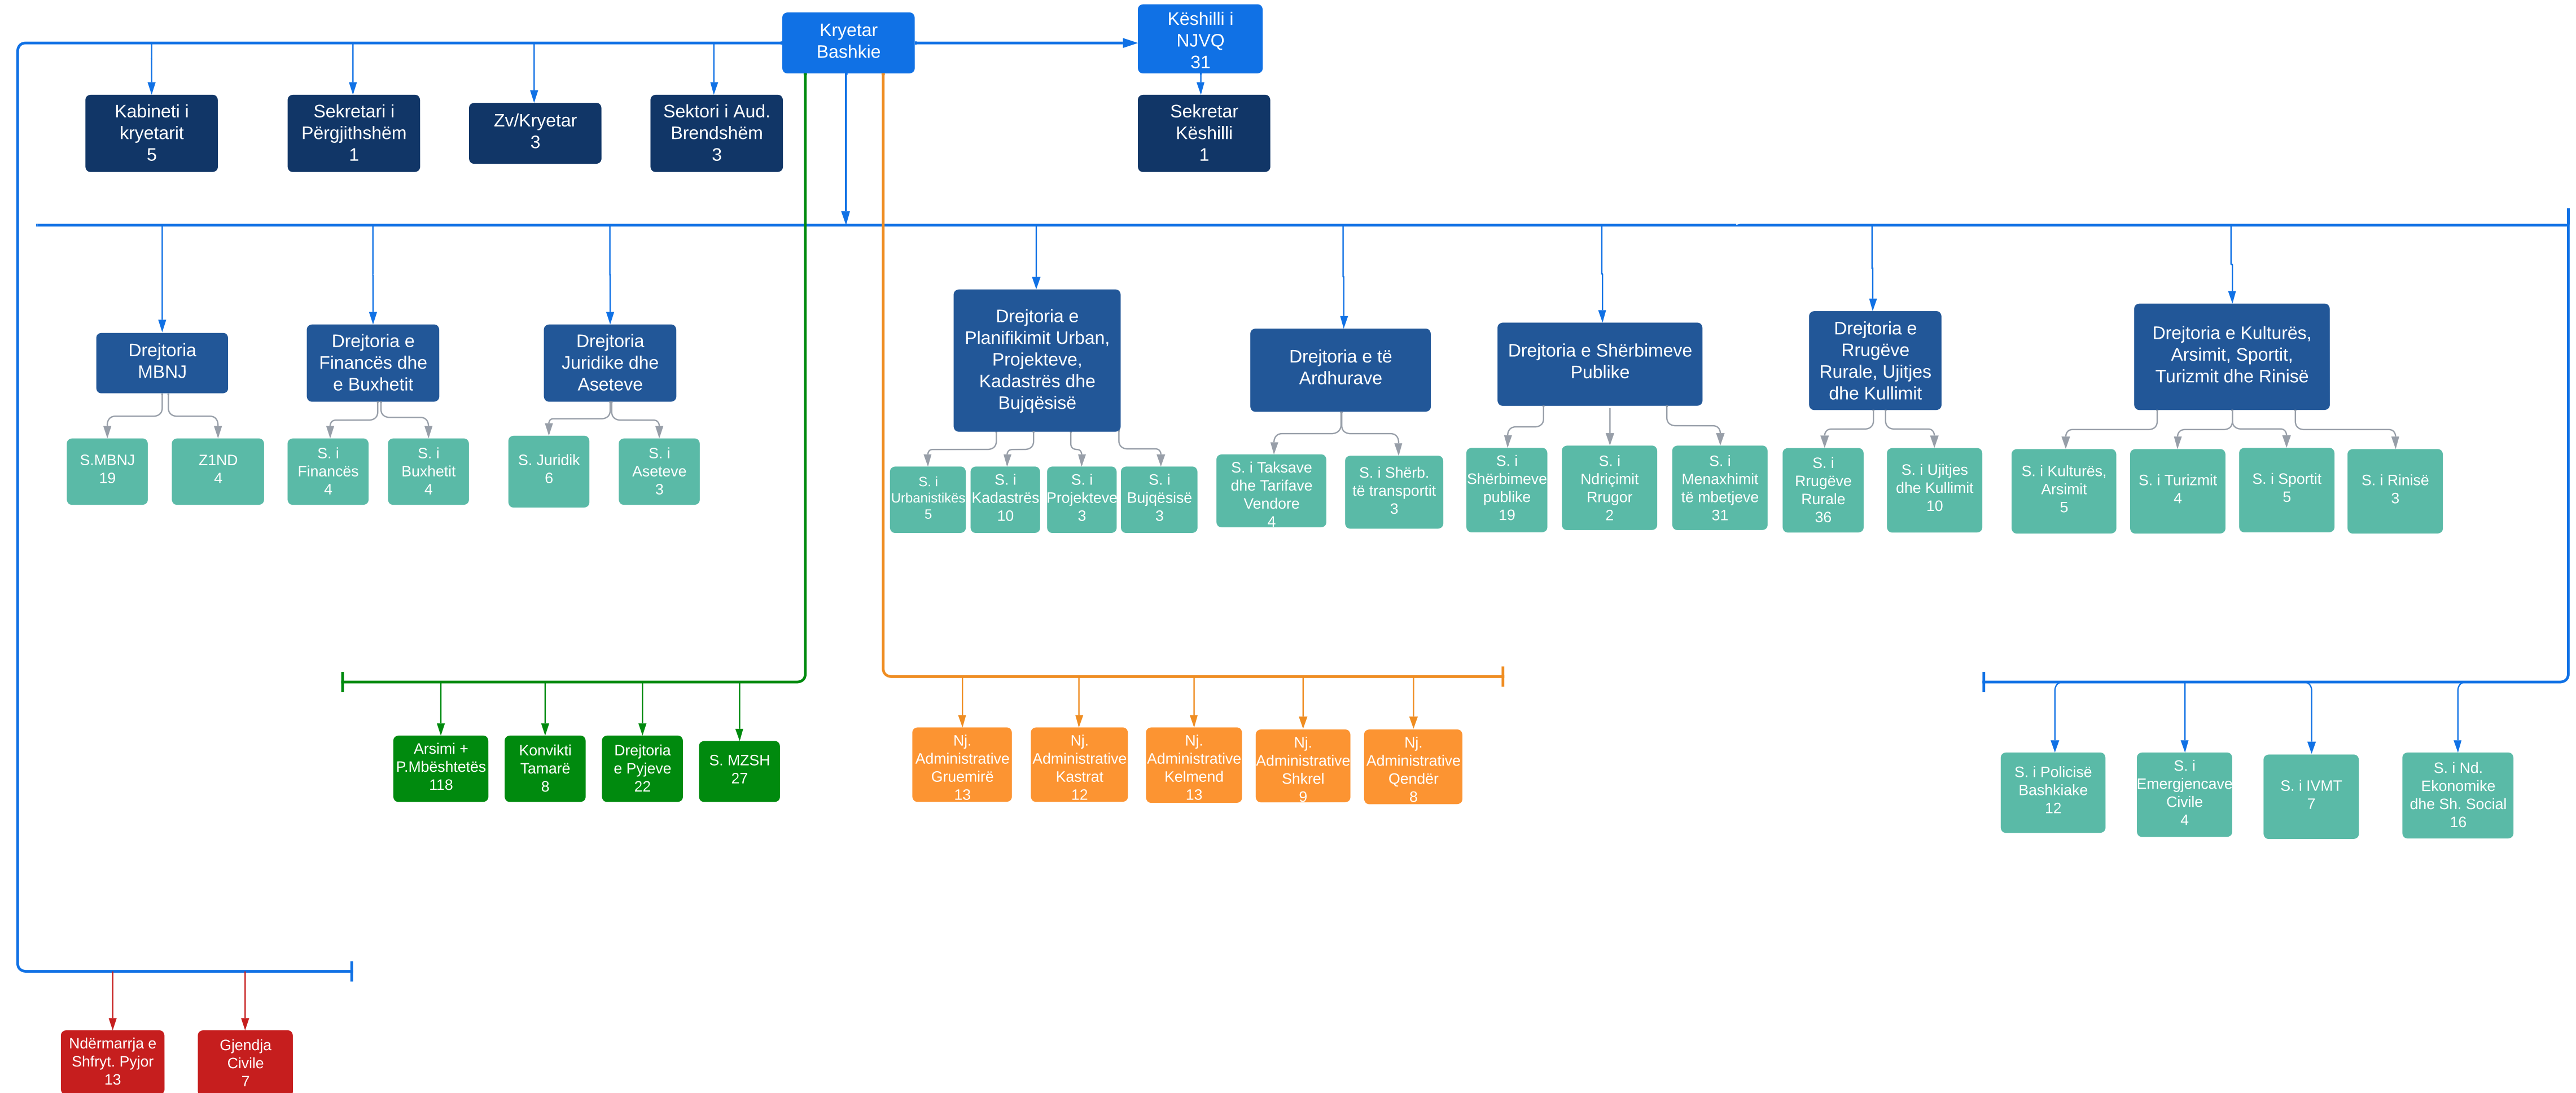 Kryetar
Bashkie
Këshilli i
NJVQ
31
Kabineti i
kryetarit
5
Sekretari i
Përgjithshëm
1
Zv/Kryetar
3
Sektori i Aud.
Brendshëm
3
Sekretar
Këshilli
1
Drejtoria
MBNJ
Drejtoria e
Financës dhe
e Buxhetit
Drejtoria
Juridike dhe
Aseteve
Drejtoria e
Planifikimit Urban,
Projekteve,
Kadastrës dhe
Bujqësisë
Drejtoria e të
Ardhurave
Drejtoria e Shërbimeve
Publike
Drejtoria e
Rrugëve
Rurale, Ujitjes
dhe Kullimit
Drejtoria e Kulturës,
Arsimit, Sportit,
Turizmit dhe Rinisë
S.MBNJ
19
Z1ND
4
S. i
Financës
4
S. i
Buxhetit
4
S. Juridik
6
S. i
Aseteve
3
S. i
Urbanistikës
5
S. i
Kadastrës
10
S. i
Projekteve
3
S. i
Bujqësisë
3
S. i Taksave
dhe Tarifave
Vendore
4
S. i Shërb.
të transportit
3
S. i
Shërbimeve
publike
19
S. i
Ndriçimit
Rrugor
2
S. i
Menaxhimit
të mbetjeve
31
S. i
Rrugëve
Rurale
36
S. i Ujitjes
dhe Kullimit
10
S. i Kulturës,
Arsimit
5
S. i Turizmit
4
S. i Sportit
5
S. i Rinisë
3
Arsimi +
P.Mbështetës
118
Konvikti
Tamarë
8
Drejtoria
e Pyjeve
22
S. MZSH
27
Nj.
Administrative
Gruemirë
13
Nj.
Administrative
Kastrat
12
Nj.
Administrative
Kelmend
13
Nj.
Administrative
Shkrel
9
Nj.
Administrative
Qendër
8
S. i Policisë
Bashkiake
12
S. i
Emergjencave
Civile
4
S. i IVMT
7
S. i Nd.
Ekonomike
dhe Sh. Social
16
Ndërmarrja e
Shfryt. Pyjor
13
Gjendja
Civile
7